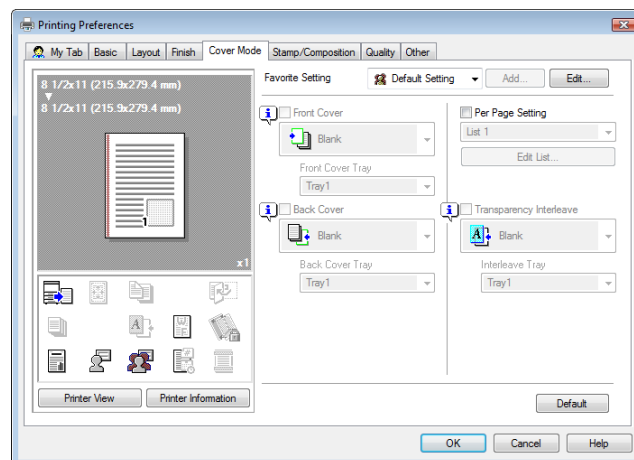 Printing Preferences
My Tab Basic Layout Finish Cover Mode Stamp/Composition Quality Other
8 1/2x11 (215.9x279.4 mm)
8 1/2x11 (215.9x279.4 mm)
1
x1
Printer View Printer Information
Favorite Setting Default Setting Add... Edit...
Front Cover
Blank
Front Cover Tray
Tray1
Back Cover
Blank
Back Cover Tray
Tray1
Per Page Setting
List 1
Edit List...
Transparency Interleave
A Blank
Interleave Tray
Tray1
Default
OK Cancel Help